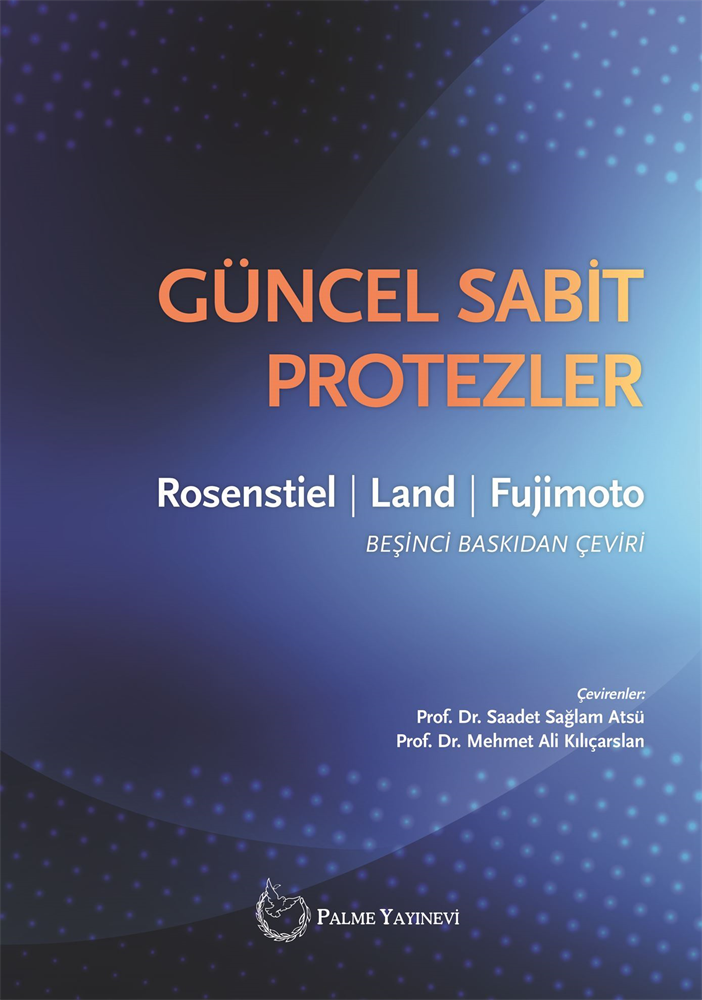 GÜNCEL SABİT
PROTEZLER
Rosenstiel | Land | Fujimoto
BEŞİNCİ BASKIDAN ÇEVİRİ
Çevirenler:
Prof. Dr. Saadet Sağlam Atsü
Prof. Dr. Mehmet Ali Kılıçarslan
PALME YAYINEVİ